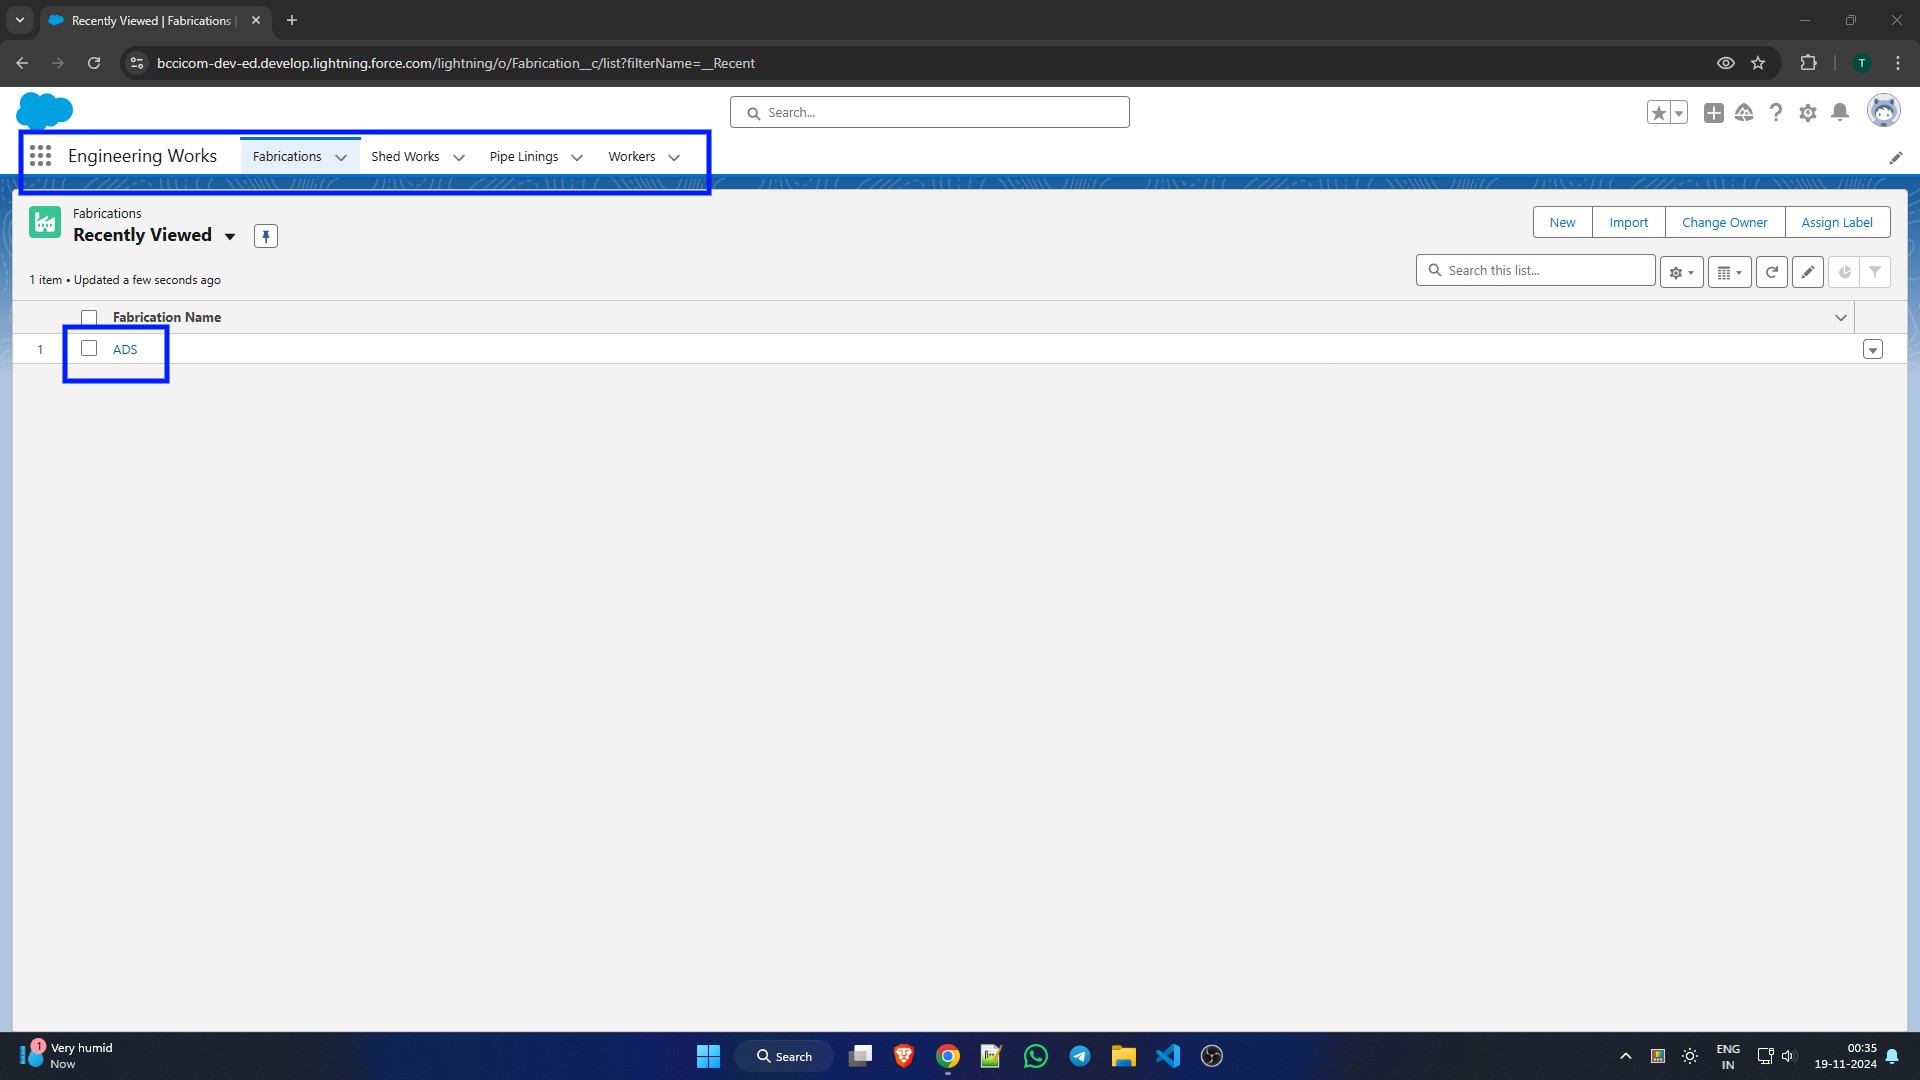 Recently Viewed | Fabrications |
bccicom-dev-ed.develop.lightning.force.com/lightning/o/Fabrication__c/list?filterName=__Recent
T
Search...
Engineering Works
Fabrications
Shed Works
Pipe Linings
Workers
Fabrications
Recently Viewed
New
Import
Change Owner
Assign Label
1 item • Updated a few seconds ago
Search this list...
Fabrication Name
1
ADS
1
Very humid
Now
Search
ENG
IN
00:35
19-11-2024